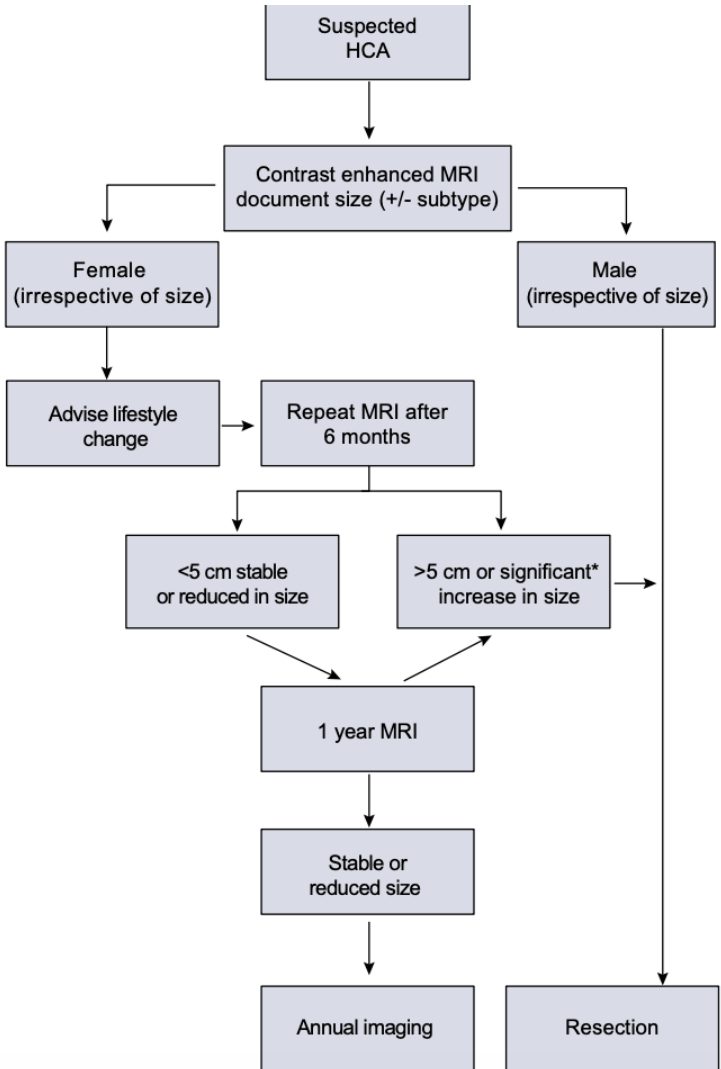 Suspected
HCA
Contrast enhanced MRI
document size (+/- subtype)
Female
(irrespective of size)
Male
(irrespective of size)
Advise lifestyle
change
Repeat MRI after
6 months
<5 cm stable
or reduced in size
>5 cm or significant*
increase in size
1 year MRI
Stable or
reduced size
Annual imaging
Resection